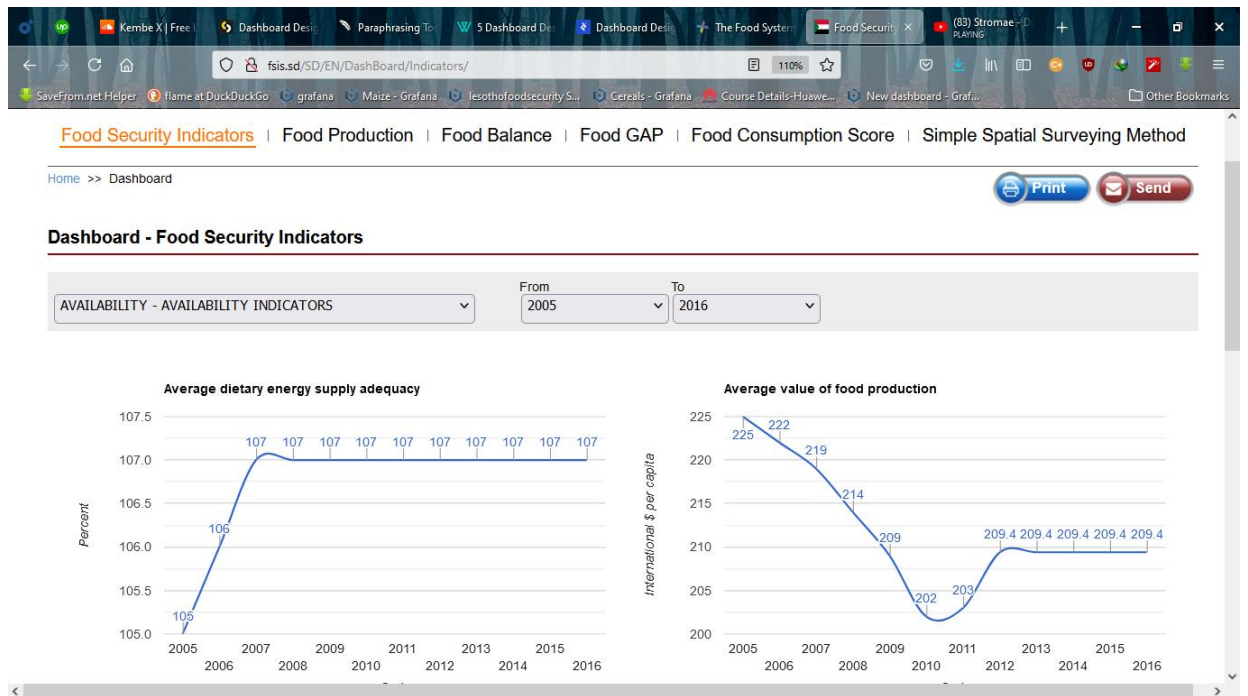 Kembe X | Free L
Dashboard Desig
Paraphrasing To
5 Dashboard De
Dashboard Desig
The Food System
Food Security
(83) Stromae - D
PLAYING
fsis.sd/SD/EN/DashBoard/Indicators/
110%
SaveFrom.net Helper
flame at DuckDuckGo
grafana
Maize - Grafana
lesothofoodsecurity S...
Cereals - Grafana
Course Details-Huawe...
New dashboard - Graf...
Other Bookmarks
Food Security Indicators | Food Production | Food Balance | Food GAP | Food Consumption Score | Simple Spatial Surveying Method
Home >> Dashboard
Print
Send
Dashboard - Food Security Indicators
From
To
AVAILABILITY - AVAILABILITY INDICATORS
2005
2016
Average dietary energy supply adequacy
107.5
107.0
106.5
106.0
105.5
105.0
Percent
105
106
107 107 107 107 107 107 107 107 107 107
2005 2007 2009 2011 2013 2015
2006 2008 2010 2012 2014 2016
Average value of food production
225
220
215
210
205
200
International $ per capita
225
222
219
214
209
202
203
209.4 209.4 209.4 209.4 209.4
2005 2007 2009 2011 2013 2015
2006 2008 2010 2012 2014 2016